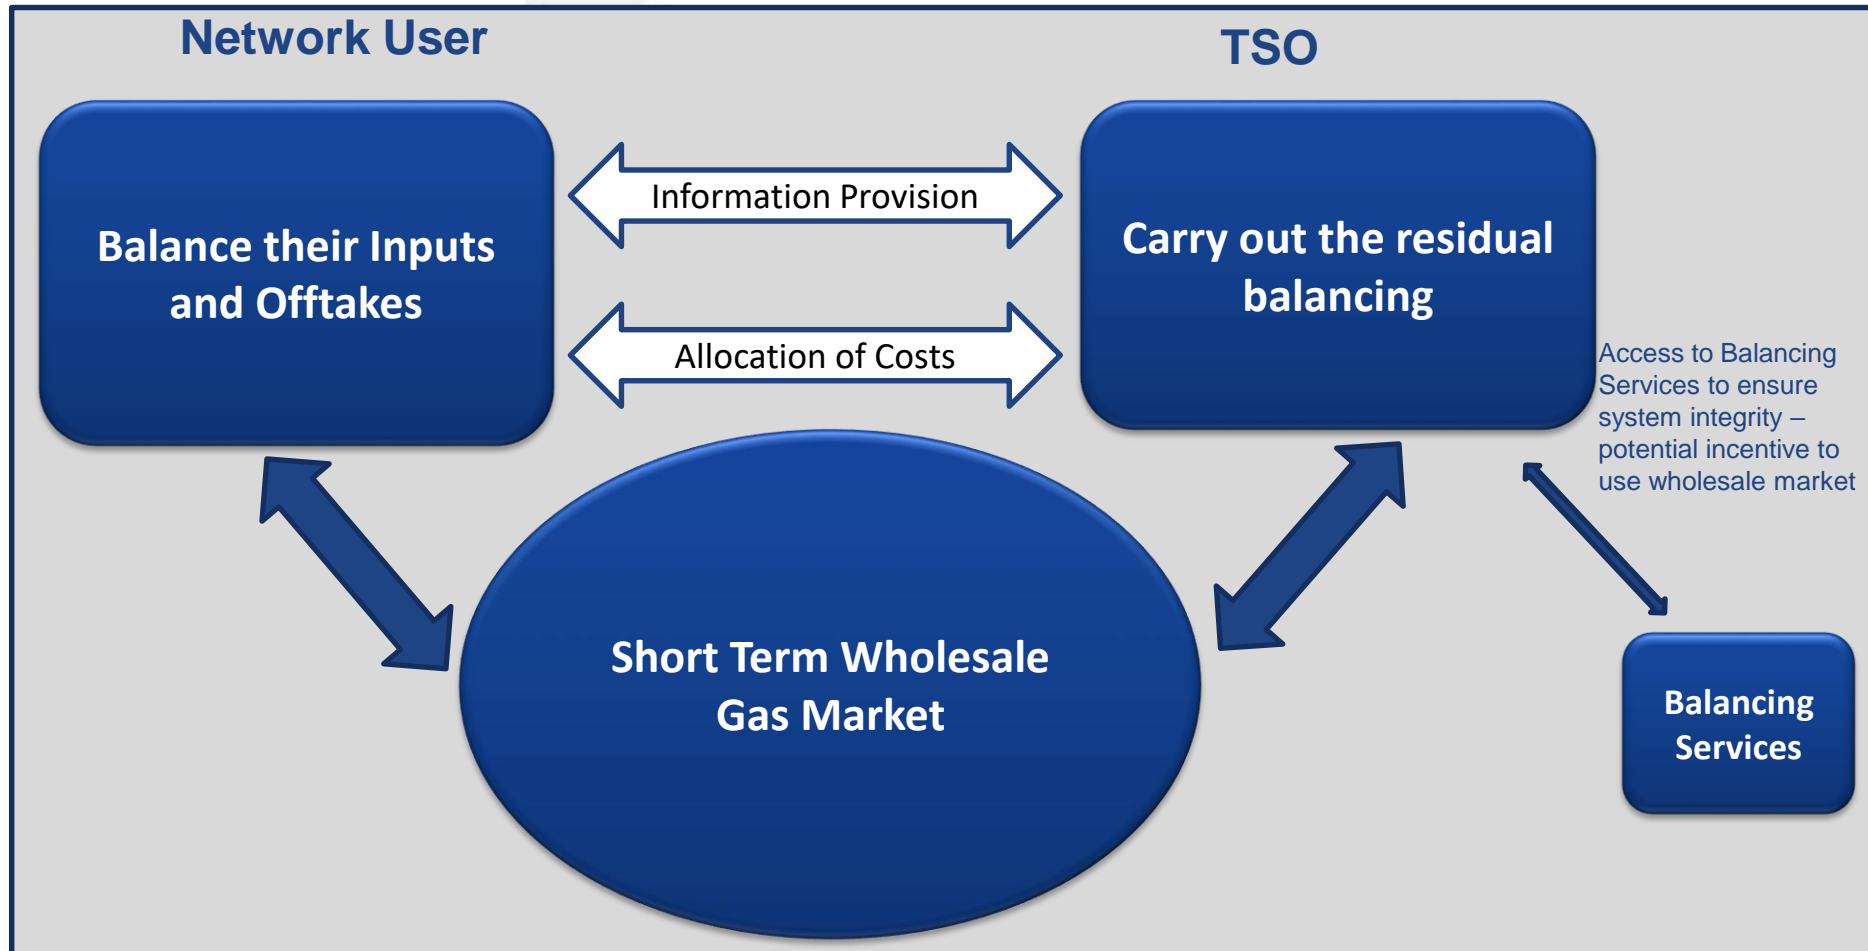 Network User
TSO
Balance their Inputs
and Offtakes
Information Provision
Allocation of Costs
Carry out the residual
balancing
Access to Balancing
Services to ensure
system integrity –
potential incentive to
use wholesale market
Short Term Wholesale
Gas Market
Balancing
Services